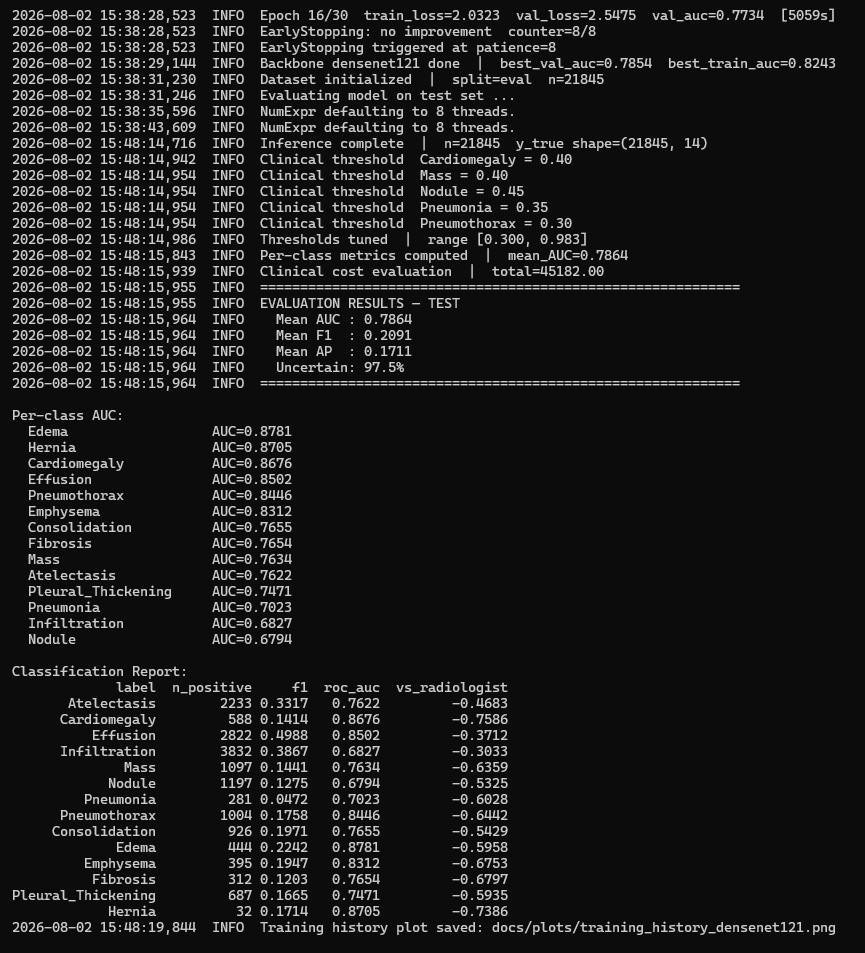 2026-08-02 15:38:28,523  INFO  Epoch 16/30  train_loss=2.0323  val_loss=2.5475  val_auc=0.7734  [5059s]
2026-08-02 15:38:28,523  INFO  EarlyStopping: no improvement  counter=8/8
2026-08-02 15:38:28,523  INFO  EarlyStopping triggered at patience=8
2026-08-02 15:38:29,144  INFO  Backbone densenet121 done  |  best_val_auc=0.7854  best_train_auc=0.8243
2026-08-02 15:38:31,230  INFO  Dataset initialized  |  split=eval  n=21845
2026-08-02 15:38:31,246  INFO  Evaluating model on test set ...
2026-08-02 15:38:35,596  INFO  NumExpr defaulting to 8 threads.
2026-08-02 15:38:43,609  INFO  NumExpr defaulting to 8 threads.
2026-08-02 15:48:14,716  INFO  Inference complete  |  n=21845  y_true shape=(21845, 14)
2026-08-02 15:48:14,942  INFO  Clinical threshold  Cardiomegaly = 0.40
2026-08-02 15:48:14,954  INFO  Clinical threshold  Mass = 0.40
2026-08-02 15:48:14,954  INFO  Clinical threshold  Nodule = 0.45
2026-08-02 15:48:14,954  INFO  Clinical threshold  Pneumonia = 0.35
2026-08-02 15:48:14,954  INFO  Clinical threshold  Pneumothorax = 0.30
2026-08-02 15:48:14,986  INFO  Thresholds tuned  |  range [0.300, 0.983]
2026-08-02 15:48:15,843  INFO  Per-class metrics computed  |  mean_AUC=0.7864
2026-08-02 15:48:15,939  INFO  Clinical cost evaluation  |  total=45182.00
2026-08-02 15:48:15,955  INFO  ============================================================
2026-08-02 15:48:15,955  INFO  EVALUATION RESULTS — TEST
2026-08-02 15:48:15,964  INFO    Mean AUC : 0.7864
2026-08-02 15:48:15,964  INFO    Mean F1  : 0.2091
2026-08-02 15:48:15,964  INFO    Mean AP  : 0.1711
2026-08-02 15:48:15,964  INFO    Uncertain: 97.5%
2026-08-02 15:48:15,964  INFO  ============================================================
Per-class AUC:
  Edema                  AUC=0.8781
  Hernia                 AUC=0.8705
  Cardiomegaly           AUC=0.8676
  Effusion               AUC=0.8502
  Pneumothorax           AUC=0.8446
  Emphysema              AUC=0.8312
  Consolidation          AUC=0.7655
  Fibrosis               AUC=0.7654
  Mass                   AUC=0.7634
  Atelectasis            AUC=0.7622
  Pleural_Thickening     AUC=0.7471
  Pneumonia              AUC=0.7023
  Infiltration           AUC=0.6827
  Nodule                 AUC=0.6794
Classification Report:
             label  n_positive     f1  roc_auc  vs_radiologist
       Atelectasis        2233 0.3317   0.7622         -0.4683
      Cardiomegaly         588 0.1414   0.8676         -0.7586
          Effusion        2822 0.4988   0.8502         -0.3712
      Infiltration        3832 0.3867   0.6827         -0.3033
              Mass        1097 0.1441   0.7634         -0.6359
            Nodule        1197 0.1275   0.6794         -0.5325
         Pneumonia         281 0.0472   0.7023         -0.6028
      Pneumothorax        1004 0.1758   0.8446         -0.6442
     Consolidation         926 0.1971   0.7655         -0.5429
             Edema         444 0.2242   0.8781         -0.5958
         Emphysema         395 0.1947   0.8312         -0.6753
          Fibrosis         312 0.1203   0.7654         -0.6797
Pleural_Thickening         687 0.1665   0.7471         -0.5935
            Hernia          32 0.1714   0.8705         -0.7386
2026-08-02 15:48:19,844  INFO  Training history plot saved: docs/plots/training_history_densenet121.png